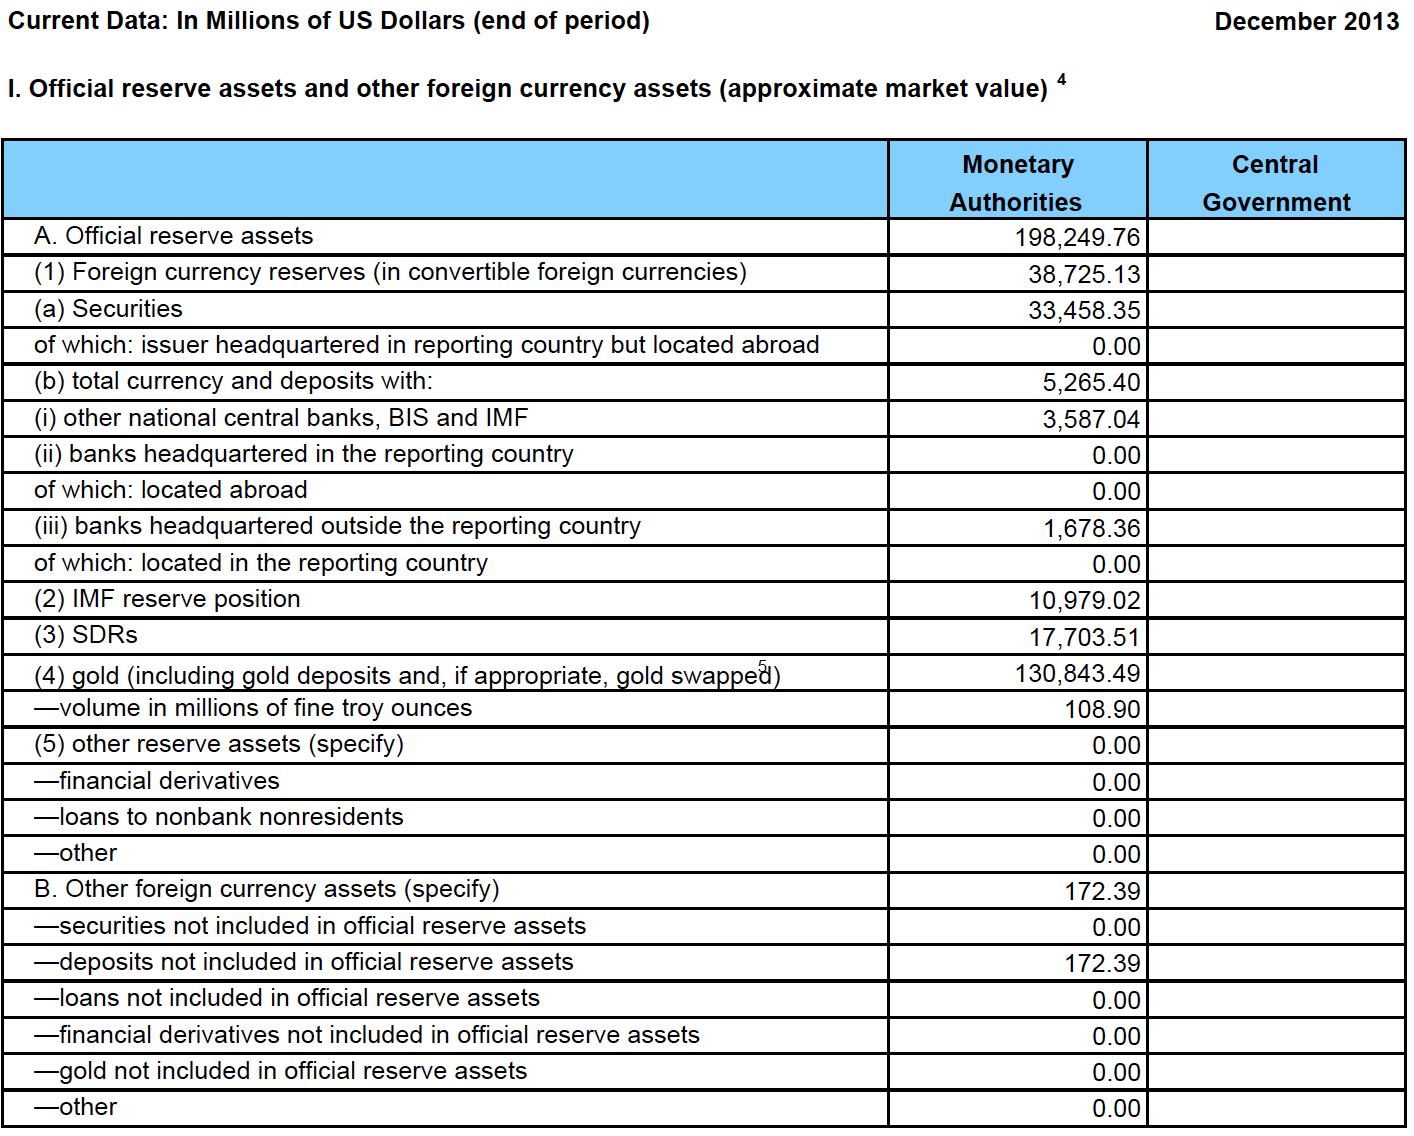 Current Data: In Millions of US Dollars (end of period) December 2013
I. Official reserve assets and other foreign currency assets (approximate market value) 4
Monetary Authorities Central Government
A. Official reserve assets 198,249.76
(1) Foreign currency reserves (in convertible foreign currencies) 38,725.13
(a) Securities 33,458.35
of which: issuer headquartered in reporting country but located abroad 0.00
(b) total currency and deposits with: 5,265.40
(i) other national central banks, BIS and IMF 3,587.04
(ii) banks headquartered in the reporting country 0.00
of which: located abroad 0.00
(iii) banks headquartered outside the reporting country 1,678.36
of which: located in the reporting country 0.00
(2) IMF reserve position 10,979.02
(3) SDRs 17,703.51
(4) gold (including gold deposits and, if appropriate, gold swapped)5 130,843.49
—volume in millions of fine troy ounces 108.90
(5) other reserve assets (specify) 0.00
—financial derivatives 0.00
—loans to nonbank nonresidents 0.00
—other 0.00
B. Other foreign currency assets (specify) 172.39
—securities not included in official reserve assets 0.00
—deposits not included in official reserve assets 172.39
—loans not included in official reserve assets 0.00
—financial derivatives not included in official reserve assets 0.00
—gold not included in official reserve assets 0.00
—other 0.00